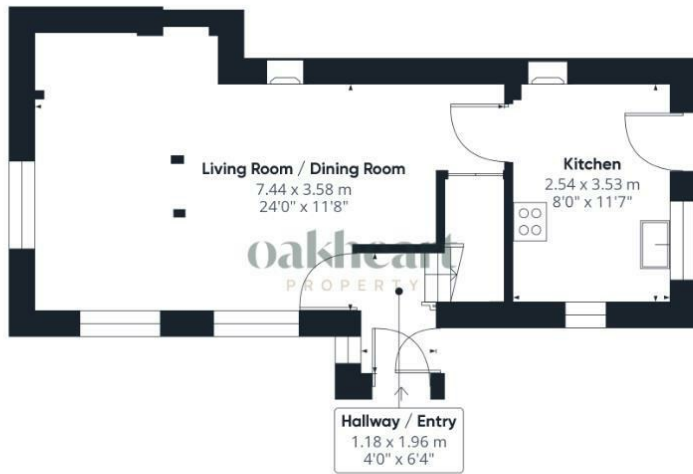 Living Room / Dining Room
7.44 x 3.58 m
24'0" x 11'8"
Kitchen
2.54 x 3.53 m
8'0" x 11'7"
oakheart
PROPERTY
Hallway / Entry
1.18 x 1.96 m
4'0" x 6'4"